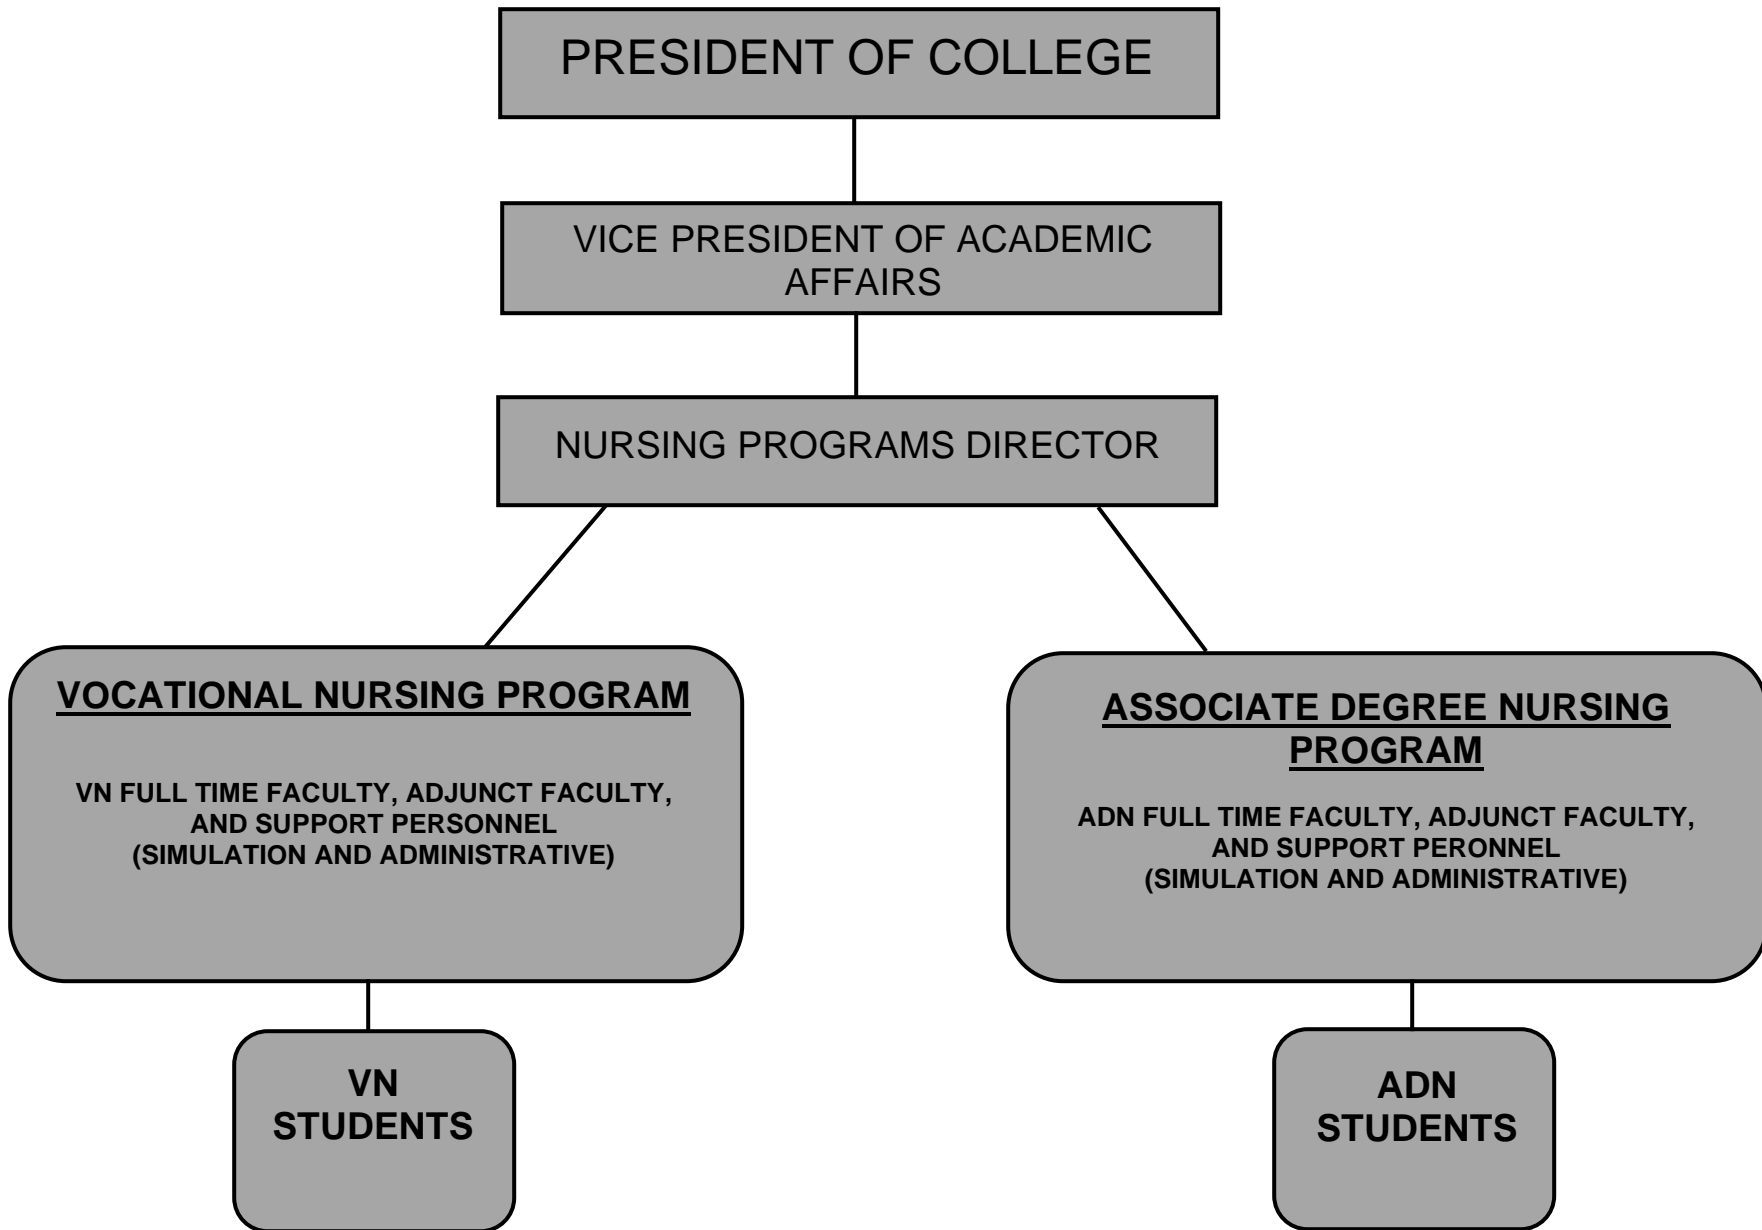 PRESIDENT OF COLLEGE
VICE PRESIDENT OF ACADEMIC
AFFAIRS
NURSING PROGRAMS DIRECTOR
VOCATIONAL NURSING PROGRAM
VN FULL TIME FACULTY, ADJUNCT FACULTY,
AND SUPPORT PERSONNEL
(SIMULATION AND ADMINISTRATIVE)
ASSOCIATE DEGREE NURSING
PROGRAM
ADN FULL TIME FACULTY, ADJUNCT FACULTY,
AND SUPPORT PERONNEL
(SIMULATION AND ADMINISTRATIVE)
VN
STUDENTS
ADN
STUDENTS